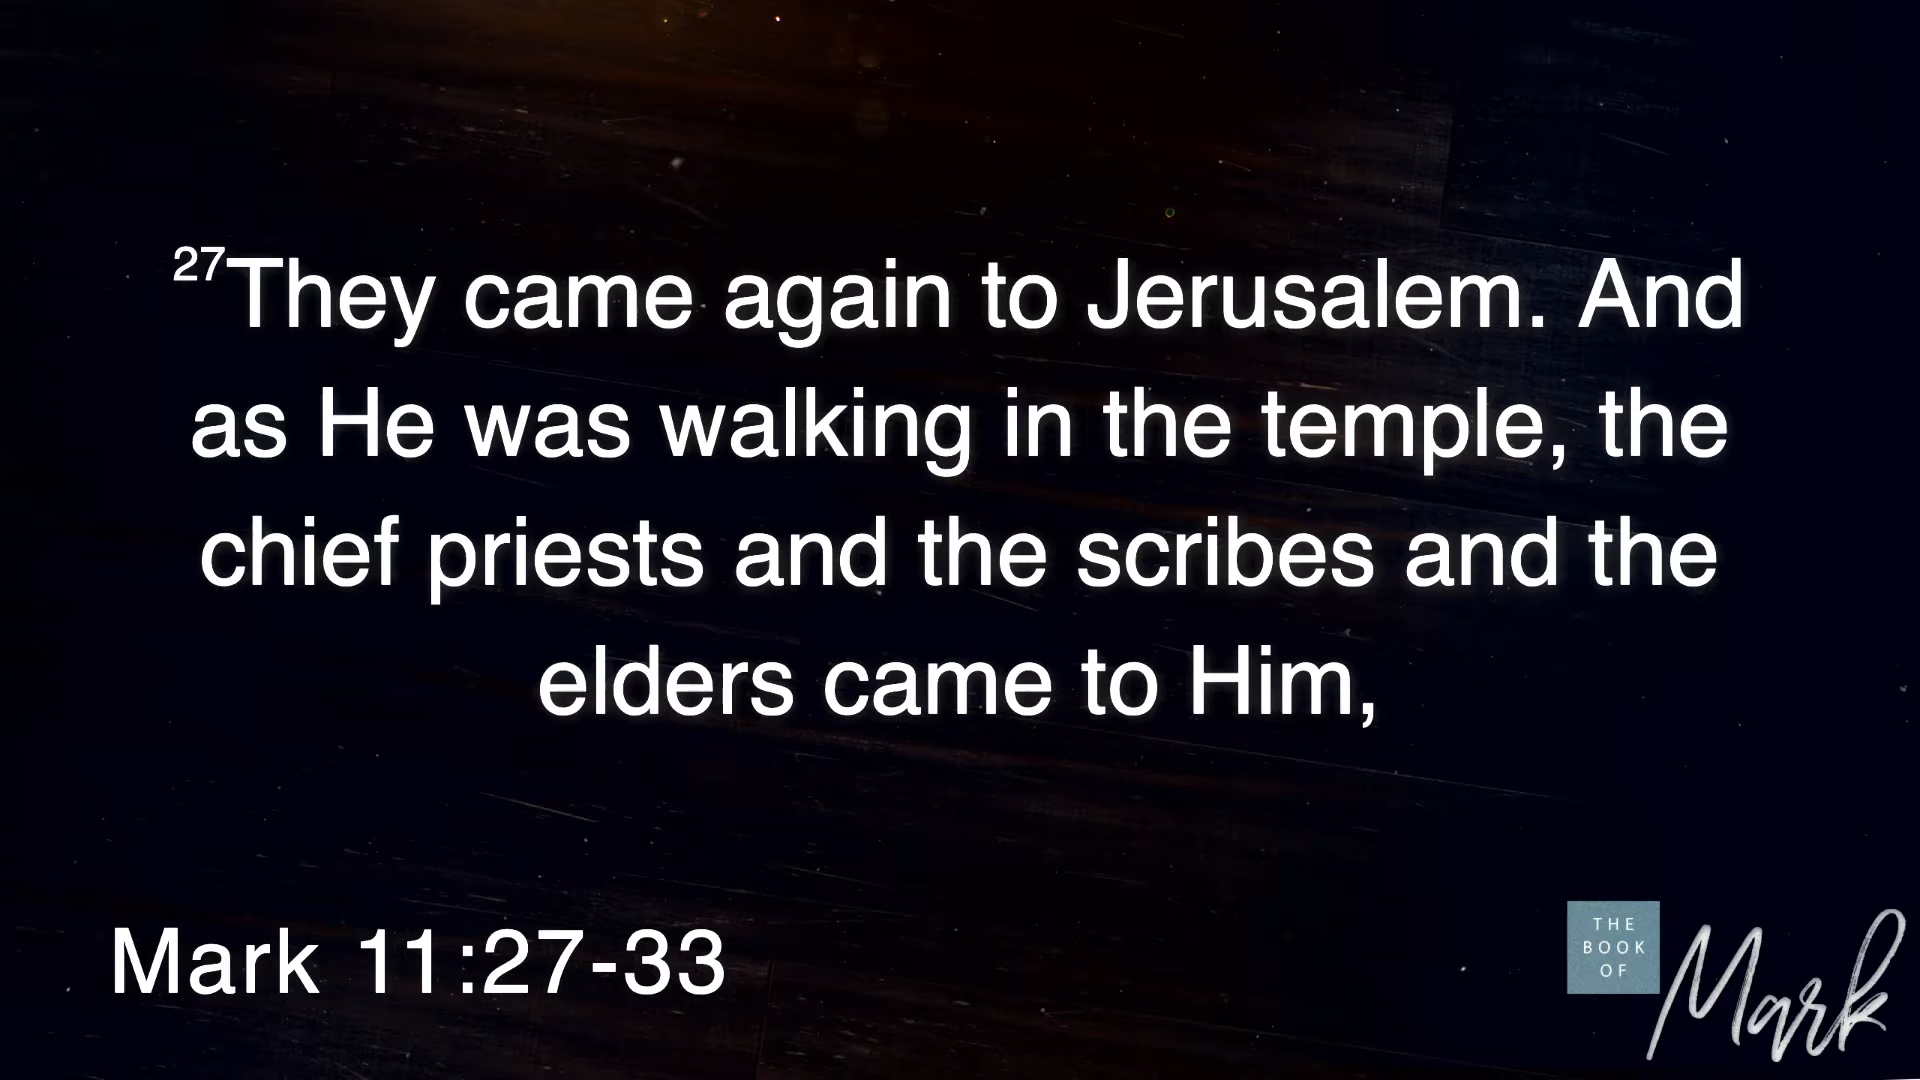 27They came again to Jerusalem. And
as He was walking in the temple, the
chief priests and the scribes and the
elders came to Him,
Mark 11:27-33
THE
BOOK
OF
Mark